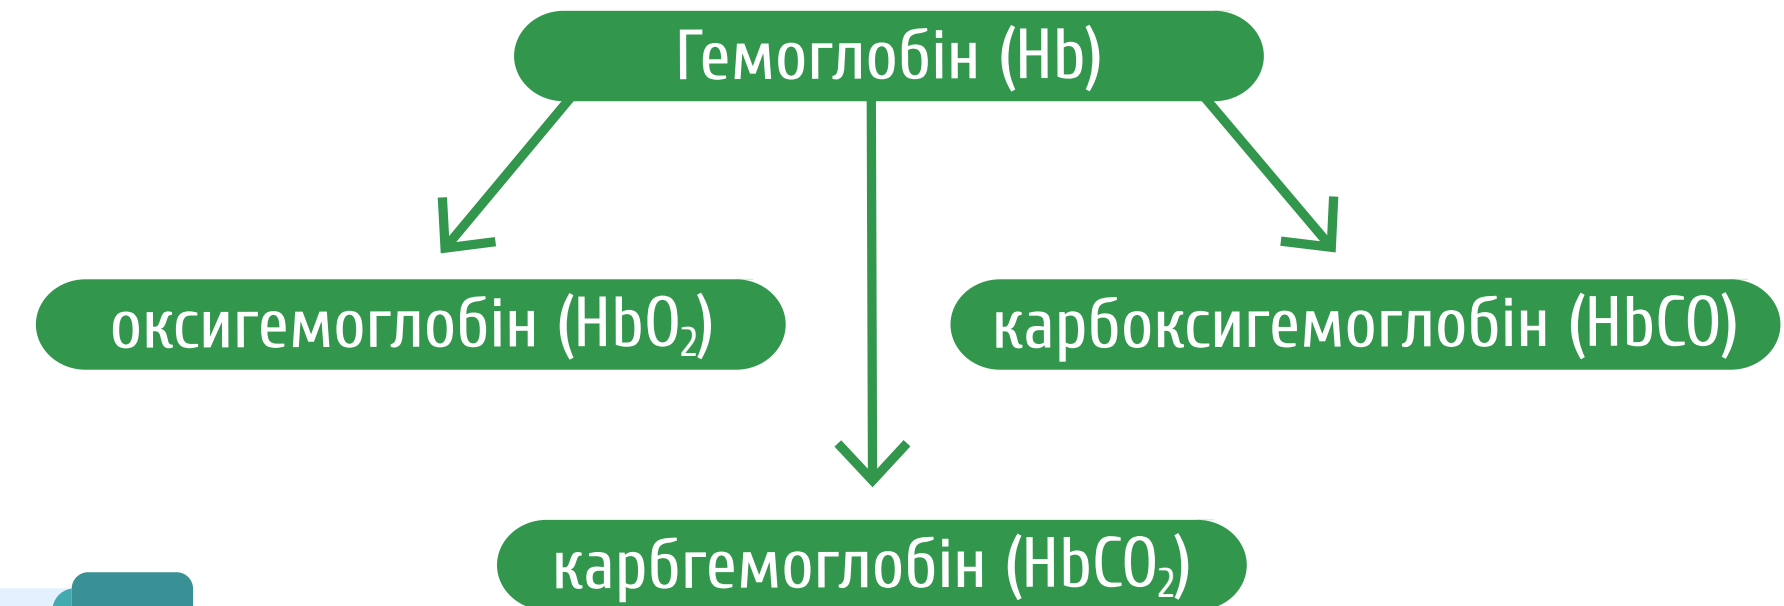 Гемоглобін (Hb)
оксигемоглобін (HbO₂)
карбоксигемоглобін (HbCO)
карбгемоглобін (HbCO₂)